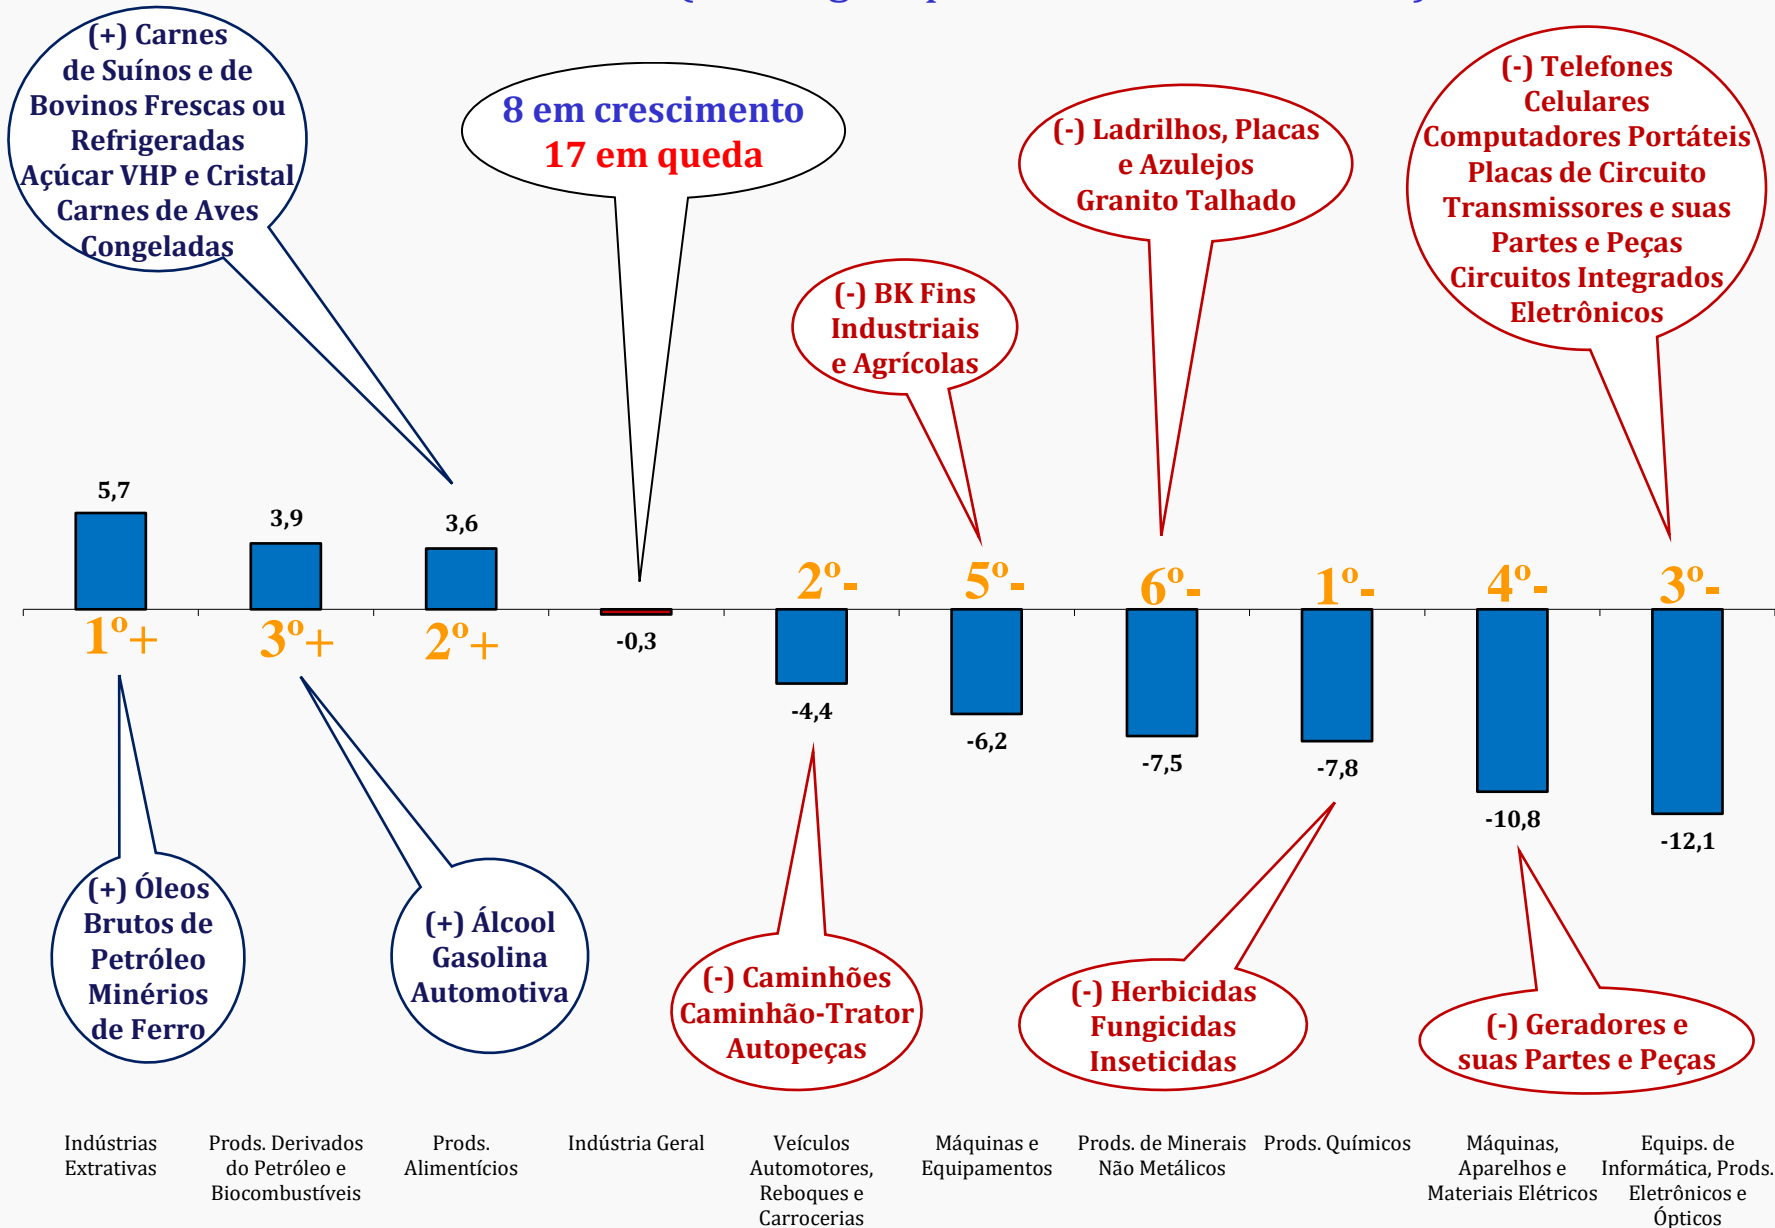 (+) Carnes
de Suínos e de
Bovinos Frescas ou
Refrigeradas
Açúcar VHP e Cristal
Carnes de Aves
Congeladas
8 em crescimento
17 em queda
(-) BK Fins
Industriais
e Agrícolas
(-) Ladrilhos, Placas
e Azulejos
Granito Talhado
(-) Telefones
Celulares
Computadores Portáteis
Placas de Circuito
Transmissores e suas
Partes e Peças
Circuitos Integrados
Eletrônicos
5,7
3,9
3,6
-0,3
-4,4
-6,2
-7,5
-7,8
-10,8
-12,1
1º+
3º+
2º+
2º-
5º-
6º-
1º-
4º-
3º-
(+) Óleos
Brutos de
Petróleo
Minérios
de Ferro
(+) Álcool
Gasolina
Automotiva
(-) Caminhões
Caminhão-Trator
Autopeças
(-) Herbicidas
Fungicidas
Inseticidas
(-) Geradores e
suas Partes e Peças
Indústrias
Extrativas
Prods. Derivados
do Petróleo e
Biocombustíveis
Prods.
Alimentícios
Indústria Geral
Veículos
Automotores,
Reboques e
Carrocerias
Máquinas e
Equipamentos
Prods. de Minerais
Não Metálicos
Prods. Químicos
Máquinas,
Aparelhos e
Materiais Elétricos
Equips. de
Informática, Prods.
Eletrônicos e
Ópticos